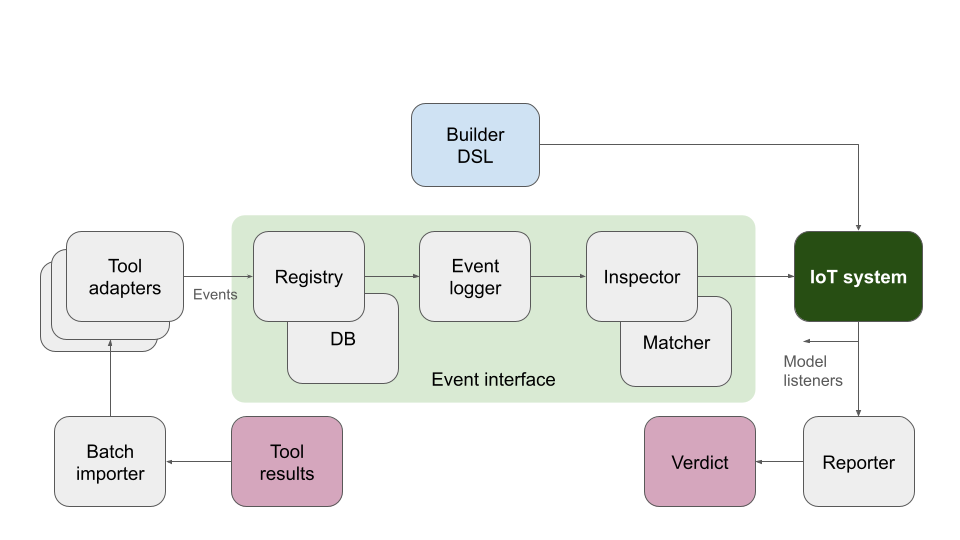 Builder
DSL
Tool
adapters
Events
Registry
DB
Event
logger
Inspector
Matcher
Event interface
IoT system
Model
listeners
Batch
importer
Tool
results
Verdict
Reporter